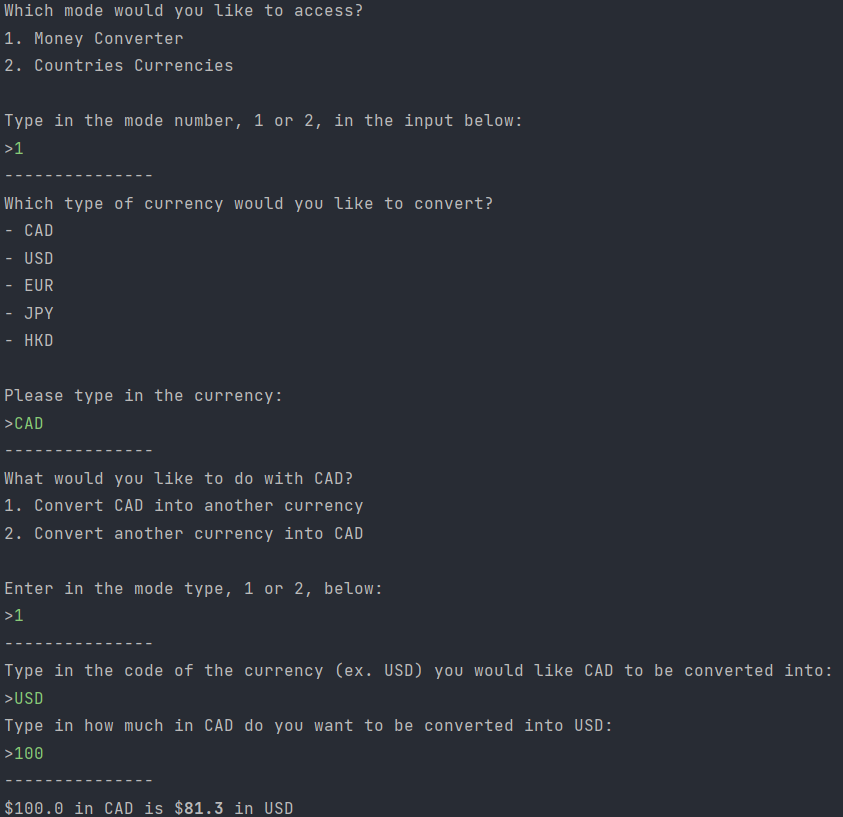 Which mode would you like to access?
1. Money Converter
2. Countries Currencies
Type in the mode number, 1 or 2, in the input below:
>1
---------------
Which type of currency would you like to convert?
- CAD
- USD
- EUR
- JPY
- HKD
Please type in the currency:
>CAD
---------------
What would you like to do with CAD?
1. Convert CAD into another currency
2. Convert another currency into CAD
Enter in the mode type, 1 or 2, below:
>1
---------------
Type in the code of the currency (ex. USD) you would like CAD to be converted into:
>USD
Type in how much in CAD do you want to be converted into USD:
>100
---------------
$100.0 in CAD is $81.3 in USD